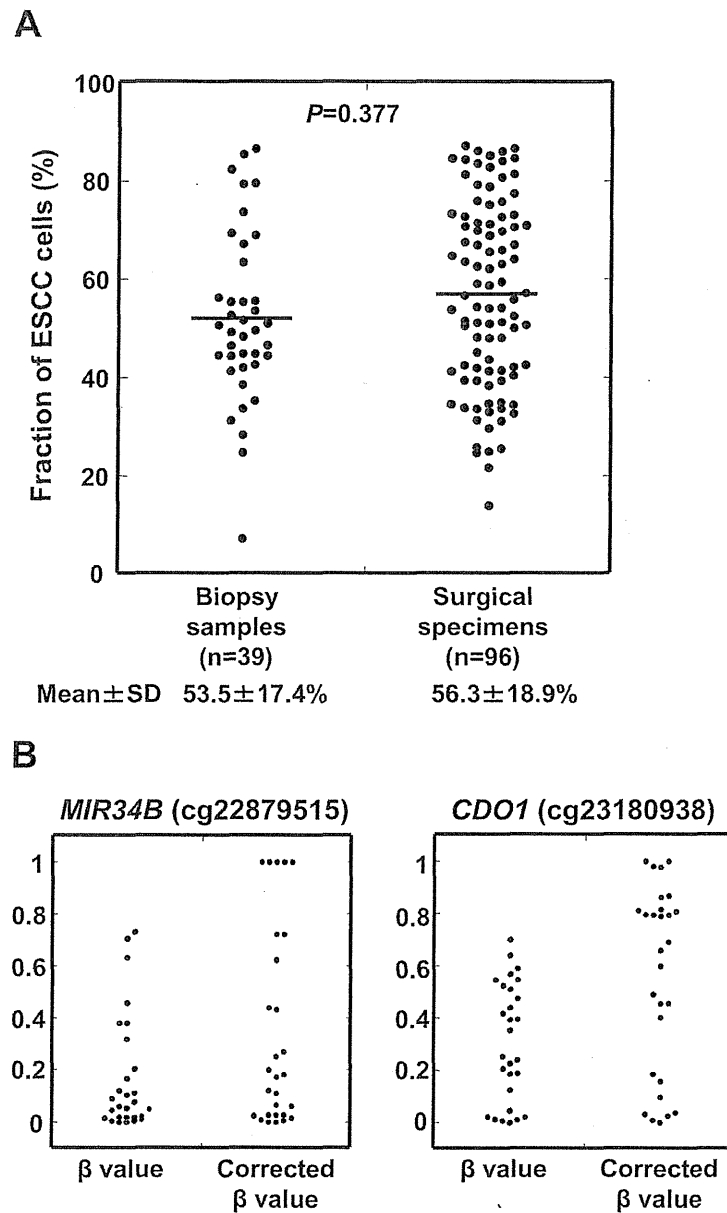 A
P=0.377
Fraction of ESCC cells (%)
100
80
60
40
20
0
Biopsy samples (n=39)
Surgical specimens (n=96)
Mean±SD 53.5±17.4% 56.3±18.9%
B
MIR34B (cg22879515)
1
0.8
0.6
0.4
0.2
0
β value
Corrected β value
CDO1 (cg23180938)
1
0.8
0.6
0.4
0.2
0
β value
Corrected β value